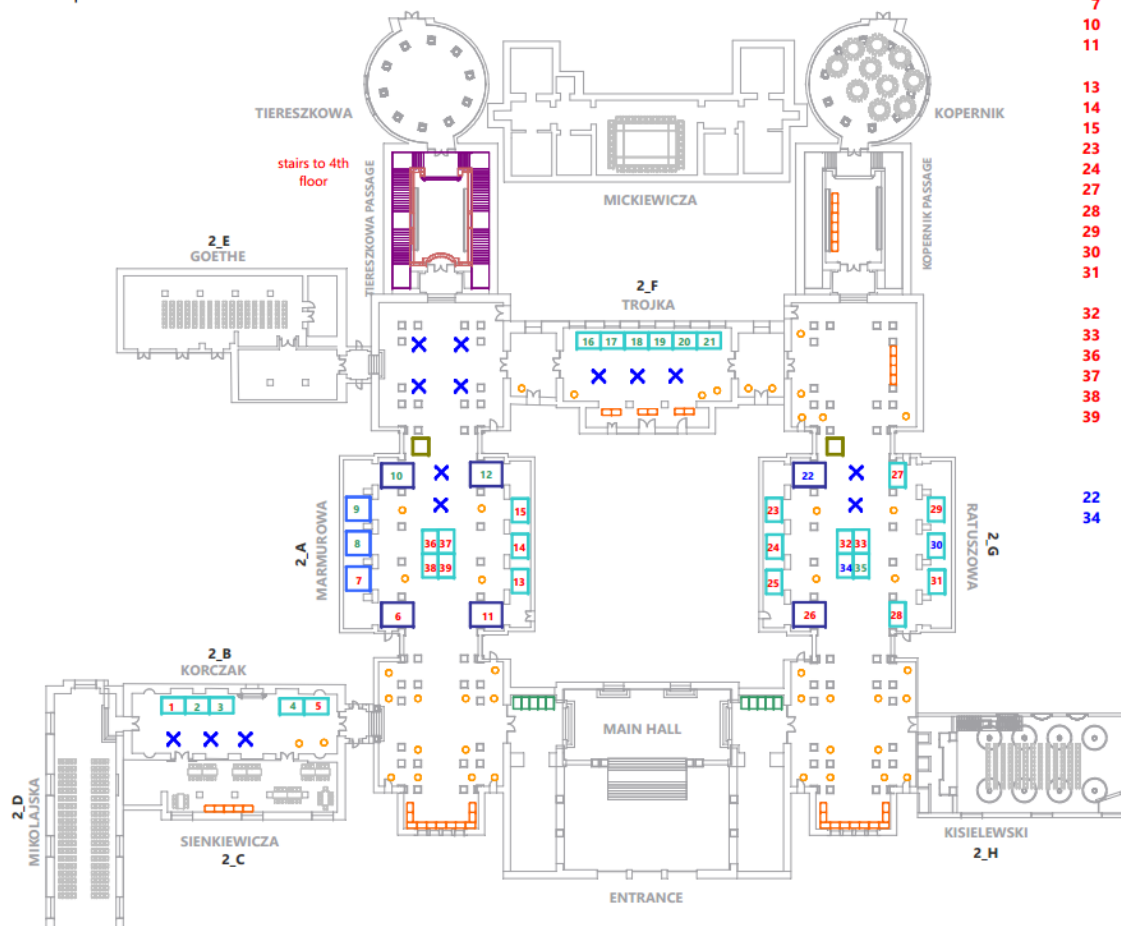 7
10
11
13
14
15
23
24
27
28
29
30
31
32
33
36
37
38
39
22
34
TIERESZKOWA
KOPERNIK
stairs to 4th
floor
TIERESZKOWA PASSAGE
MICKIEWICZA
KOPERNIK PASSAGE
2_E
GOETHE
2_F
TROJKA
16 17 18 19 20 21
10
12
9
8
7
15
14
13
36 37
38 39
6
11
2_A
MARMUROWA
22
27
23
24
25
29
30
31
32 33
34 35
26
28
RATUSZOWA
2_G
2_B
KORCZAK
1 2 3 4 5
MAIN HALL
2_D
MIKOLAJSKA
SIENKIEWICZA
2_C
KISIELEWSKI
2_H
ENTRANCE